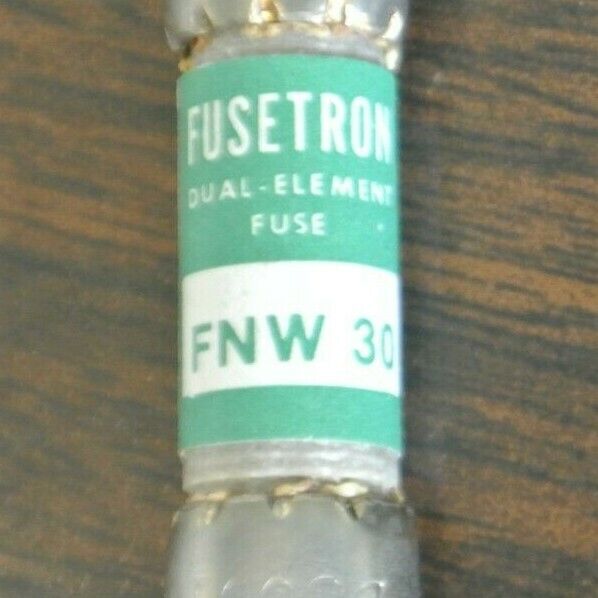 FUSETRON
DUAL-ELEMENT
FUSE
FNW 30